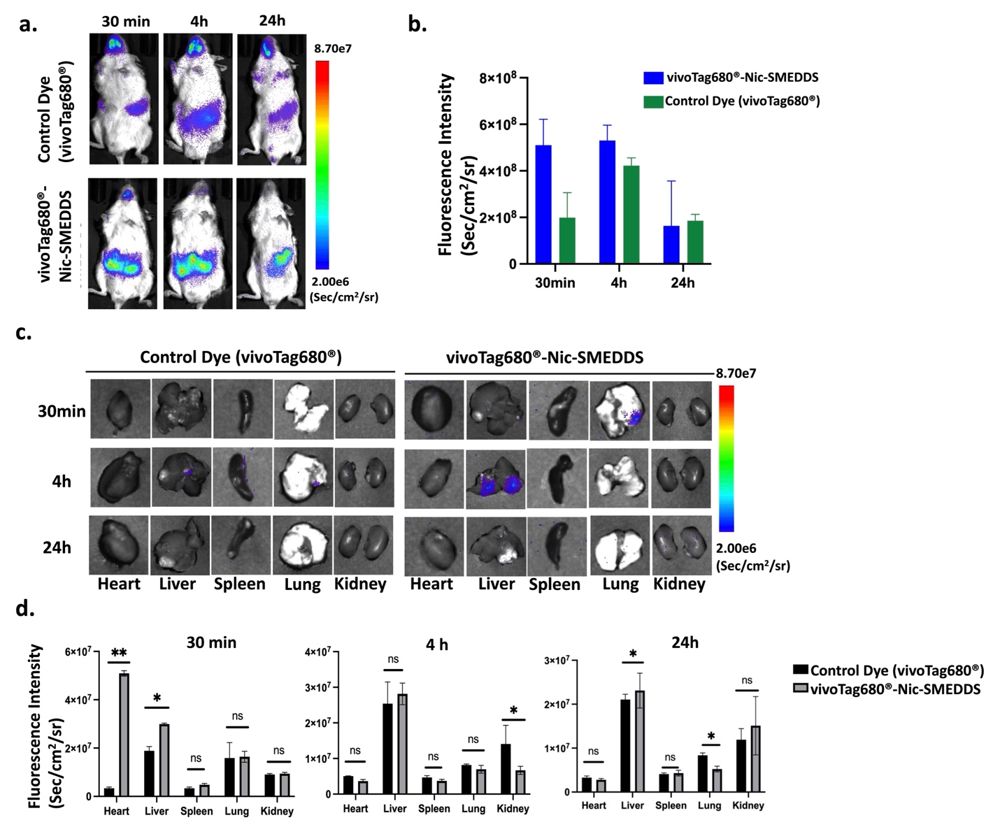 a.
30 min
4h
24h
Control Dye
(vivoTag680®)
vivoTag680®-
Nic-SMEDDS
8.70e7
2.00e6
(Sec/cm²/sr)
b.
Fluorescence Intensity
(Sec/cm²/sr)
8×10⁸
6×10⁸
4×10⁸
2×10⁸
0
30min
4h
24h
vivoTag680®-Nic-SMEDDS
Control Dye (vivoTag680®)
c.
Control Dye (vivoTag680®)
vivoTag680®-Nic-SMEDDS
30min
4h
24h
Heart Liver Spleen Lung Kidney
Heart Liver Spleen Lung Kidney
8.70e7
2.00e6
(Sec/cm²/sr)
d.
Fluorescence Intensity
(Sec/cm²/sr)
30 min
6×10⁷
4×10⁷
2×10⁷
0
** * ns ns ns
Heart Liver Spleen Lung Kidney
4 h
4×10⁷
3×10⁷
2×10⁷
1×10⁷
0
ns ns ns ns *
Heart Liver Spleen Lung Kidney
24h
3×10⁷
2×10⁷
1×10⁷
0
ns * ns * ns
Heart Liver Spleen Lung Kidney
Control Dye (vivoTag680®)
vivoTag680®-Nic-SMEDDS